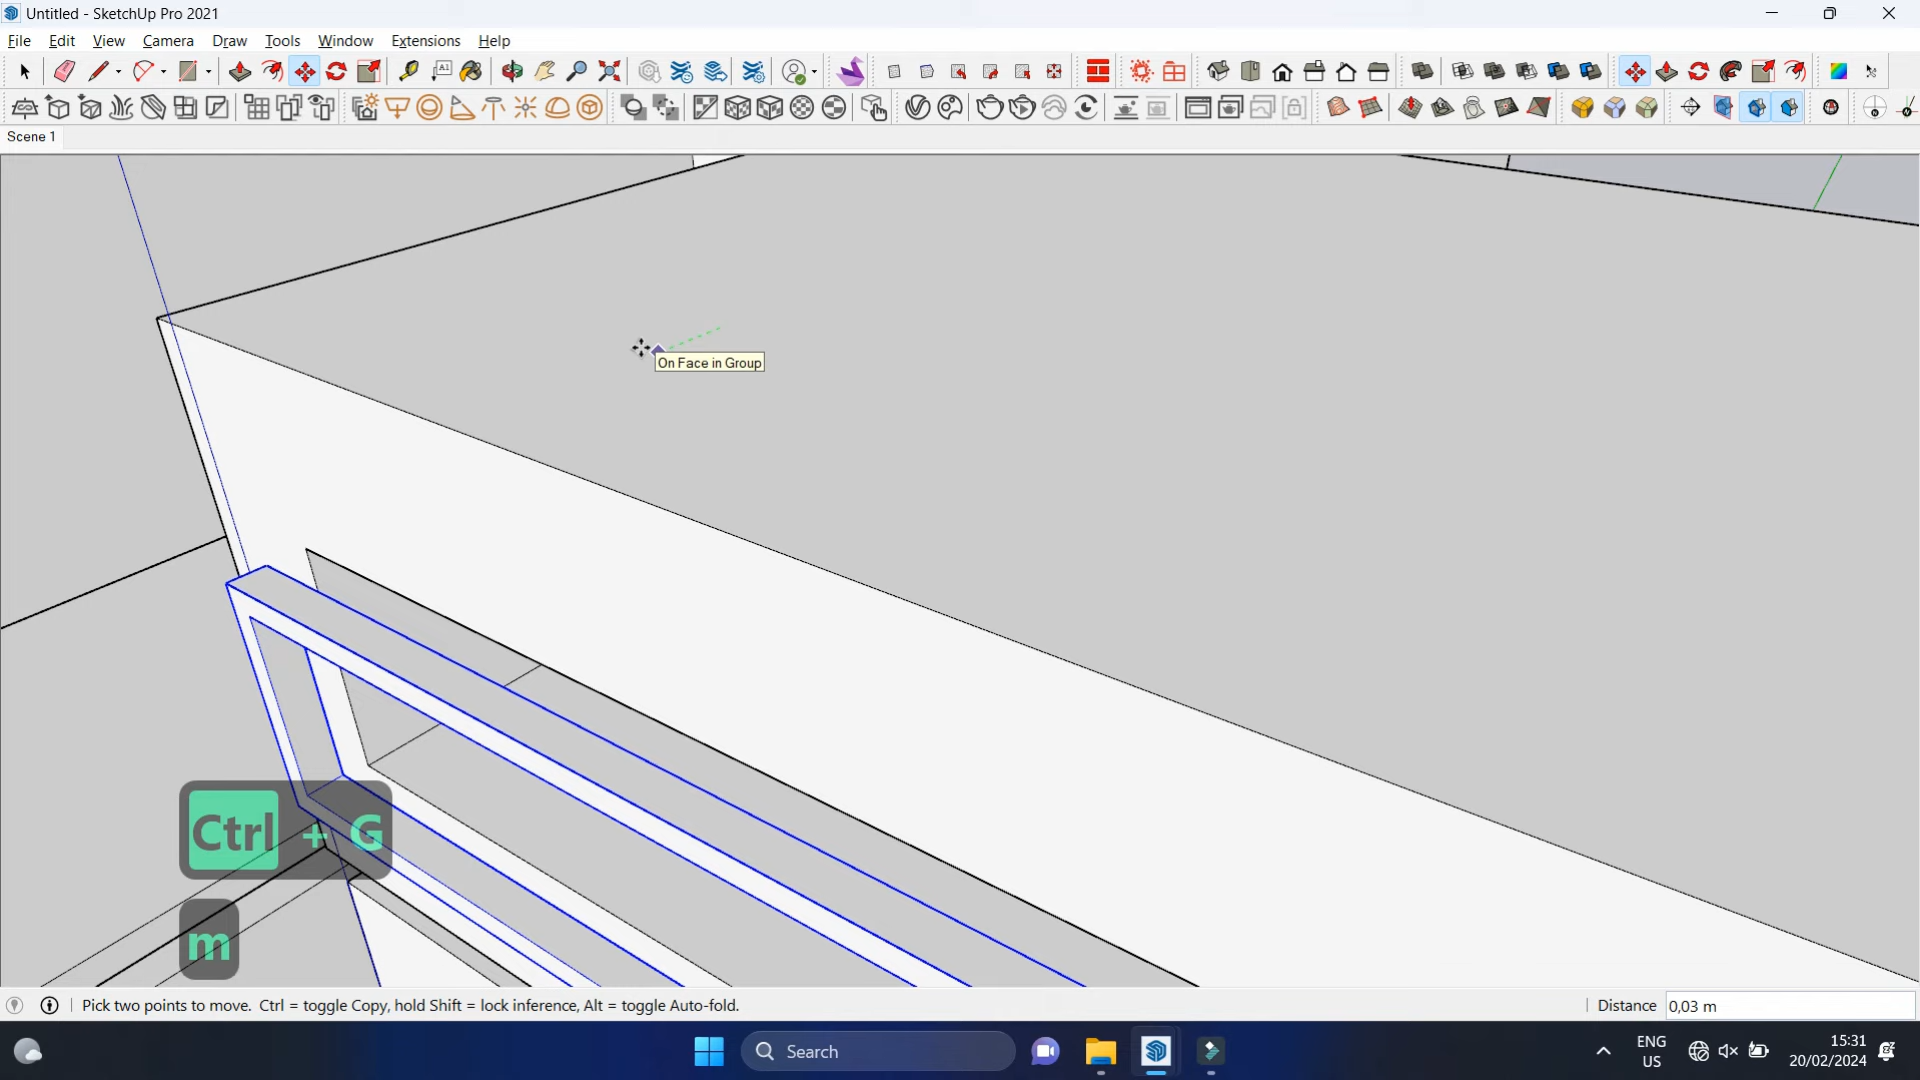 Untitled - SketchUp Pro 2021
File Edit View Camera Draw Tools Window Extensions Help
Scene 1
On Face in Group
Ctrl + G
m
Pick two points to move. Ctrl = toggle Copy, hold Shift = lock inference, Alt = toggle Auto-fold.
Distance 0,03 m
Search
ENG
US
15:31
20/02/2024